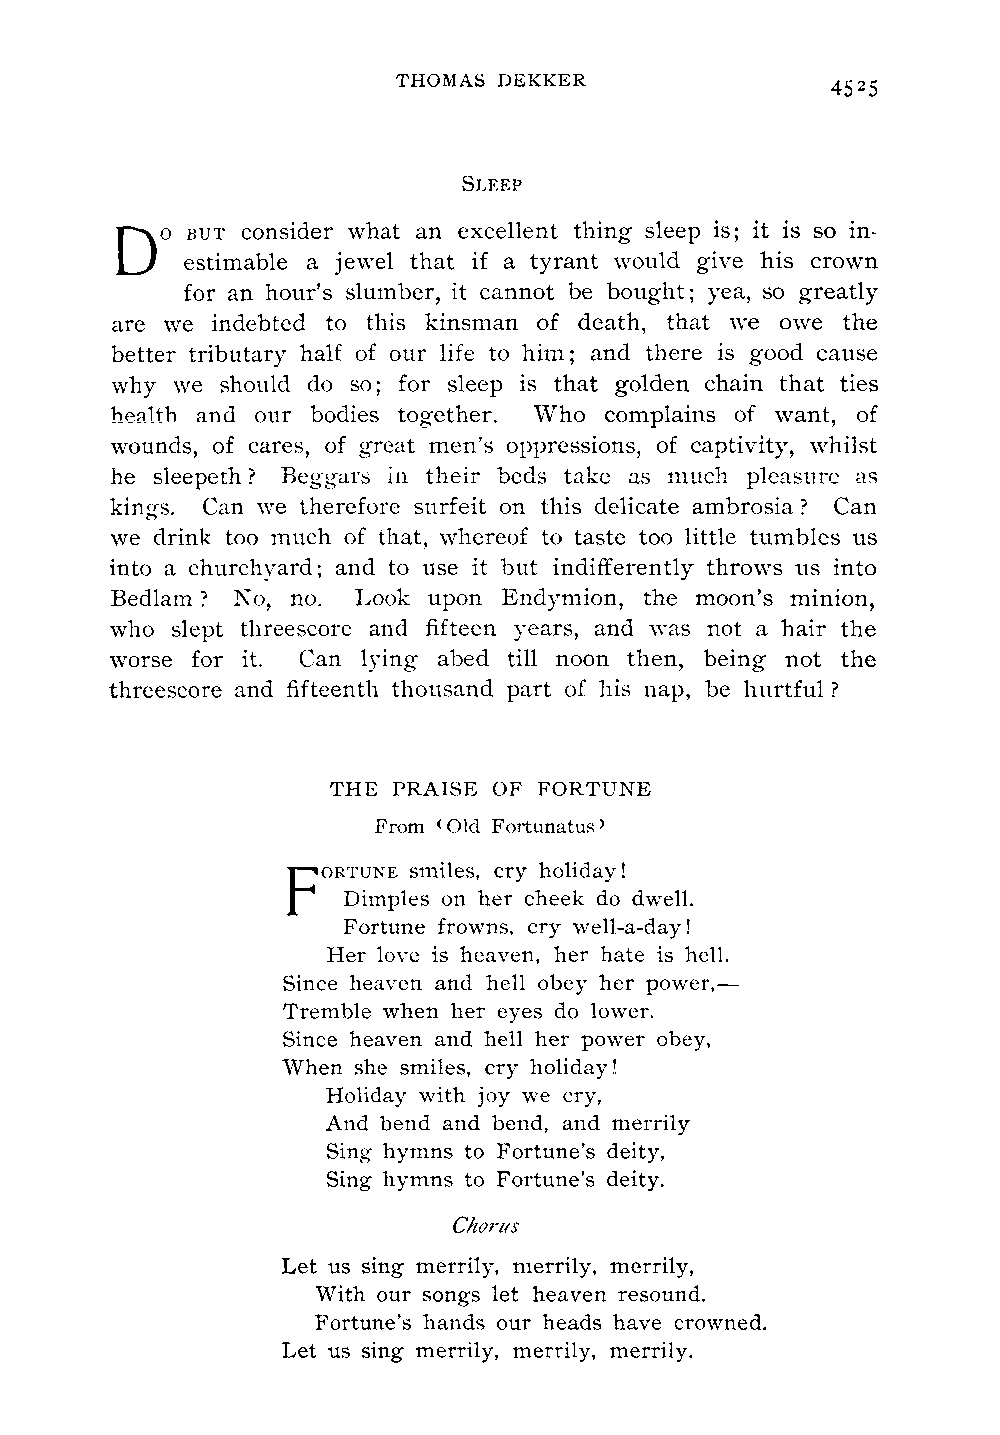 THOMAS DEKKER
4525
SLEEP
DO BUT consider what an excellent thing sleep is; it is so in-
estimable a jewel that if a tyrant would give his crown
for an hour's slumber, it cannot be bought; yea, so greatly
are we indebted to this kinsman of death, that we owe the
better tributary half of our life to him; and there is good cause
why we should do so; for sleep is that golden chain that ties
health and our bodies together. Who complains of want, of
wounds, of cares, of great men's oppressions, of captivity, whilst
he sleepeth? Beggars in their beds take as much pleasure as
kings. Can we therefore surfeit on this delicate ambrosia? Can
we drink too much of that, whereof to taste too little tumbles us
into a churchyard; and to use it but indifferently throws us into
Bedlam? No, no. Look upon Endymion, the moon's minion,
who slept threescore and fifteen years, and was not a hair the
worse for it. Can lying abed till noon then, being not the
threescore and fifteenth thousand part of his nap, be hurtful?
THE PRAISE OF FORTUNE
From ‹Old Fortunatus›
FORTUNE smiles, cry holiday!
Dimples on her cheek do dwell.
Fortune frowns, cry well-a-day!
Her love is heaven, her hate is hell.
Since heaven and hell obey her power,—
Tremble when her eyes do lower.
Since heaven and hell her power obey,
When she smiles, cry holiday!
Holiday with joy we cry,
And bend and bend, and merrily
Sing hymns to Fortune's deity,
Sing hymns to Fortune's deity.
Chorus
Let us sing merrily, merrily, merrily,
With our songs let heaven resound.
Fortune's hands our heads have crowned.
Let us sing merrily, merrily, merrily.